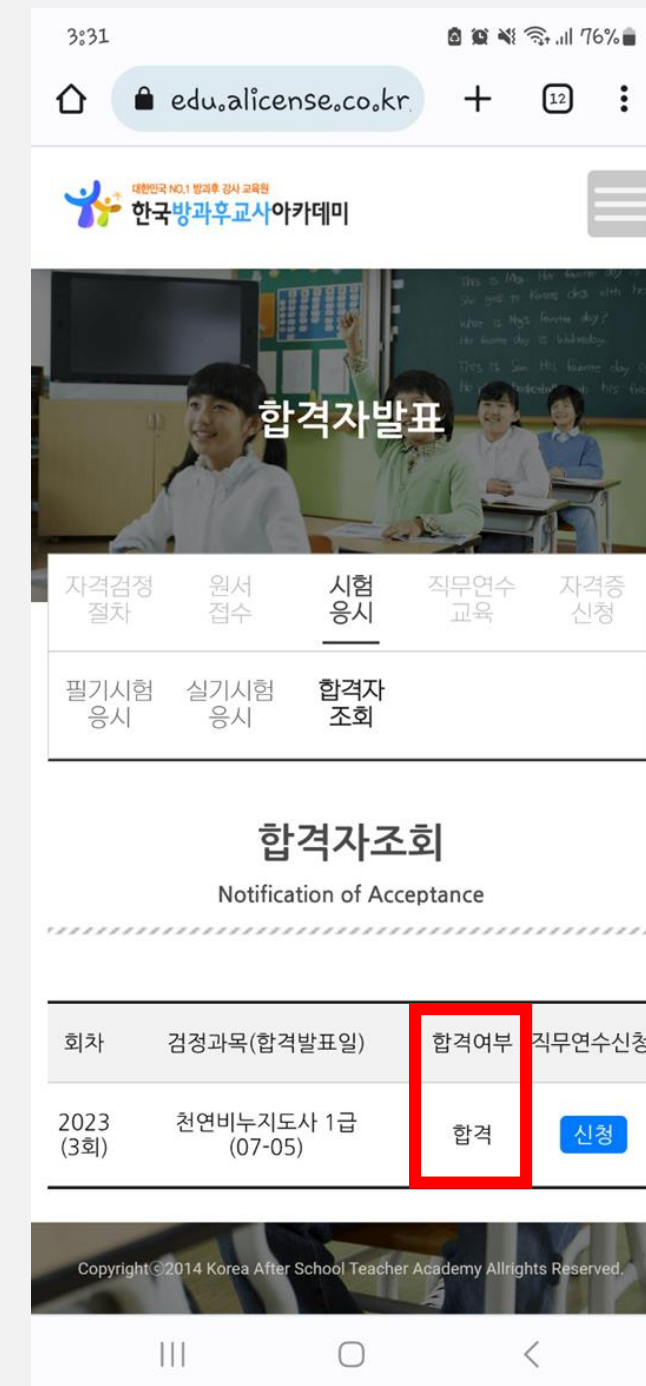 3:31
76%
edu.alicense.co.kr
12
대한민국 NO.1 방과후 강사 교육원
한국방과후교사아카데미
합격자발표
자격검정
절차
원서
접수
시험
응시
직무연수
교육
자격증
신청
필기시험
응시
실기시험
응시
합격자
조회
합격자조회
Notification of Acceptance
회차 검정과목(합격발표일) 합격여부 직무연수신청
2023
(3회)
천연비누지도사 1급
(07-05)
합격
신청
Copyrightⓒ2014 Korea After School Teacher Academy Allrights Reserved.